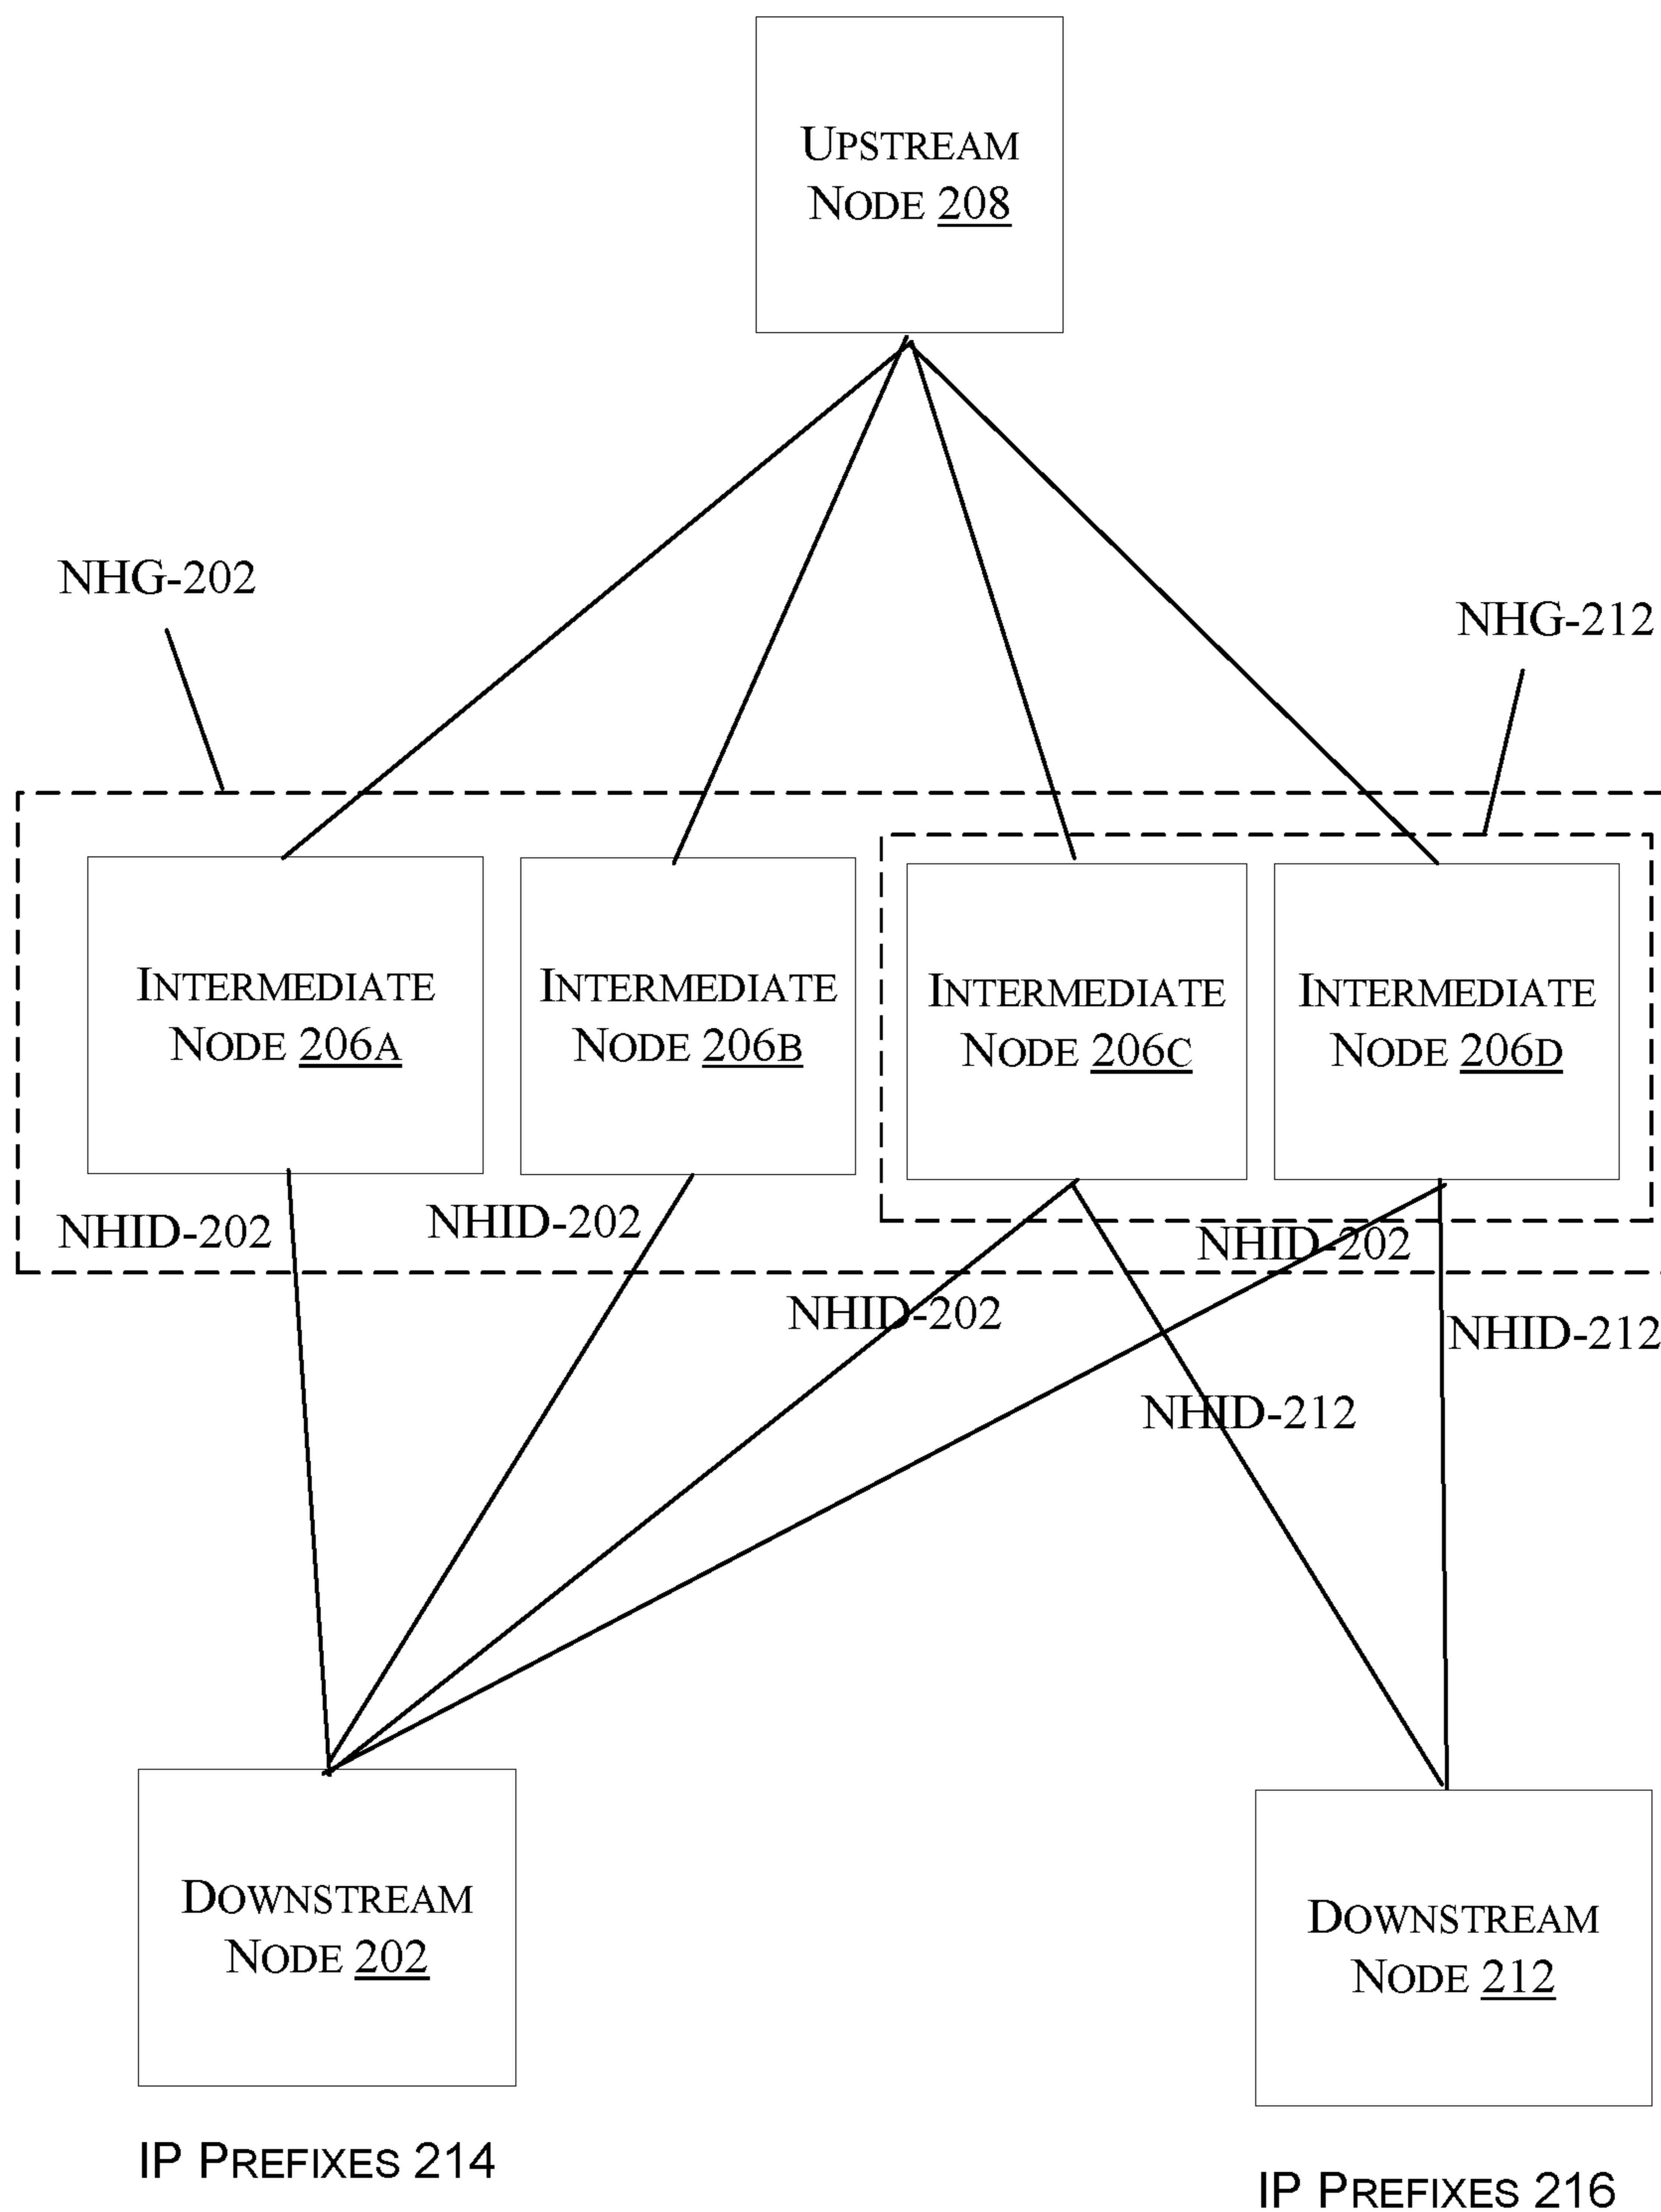 UPSTREAM
NODE 208
NHG-202
NHG-212
INTERMEDIATE
NODE 206A
INTERMEDIATE
NODE 206B
INTERMEDIATE
NODE 206C
INTERMEDIATE
NODE 206D
NHID-202
NHID-202
NHID-202
NHID-202
NHID-212
NHID-212
DOWNSTREAM
NODE 202
DOWNSTREAM
NODE 212
IP PREFIXES 214
IP PREFIXES 216